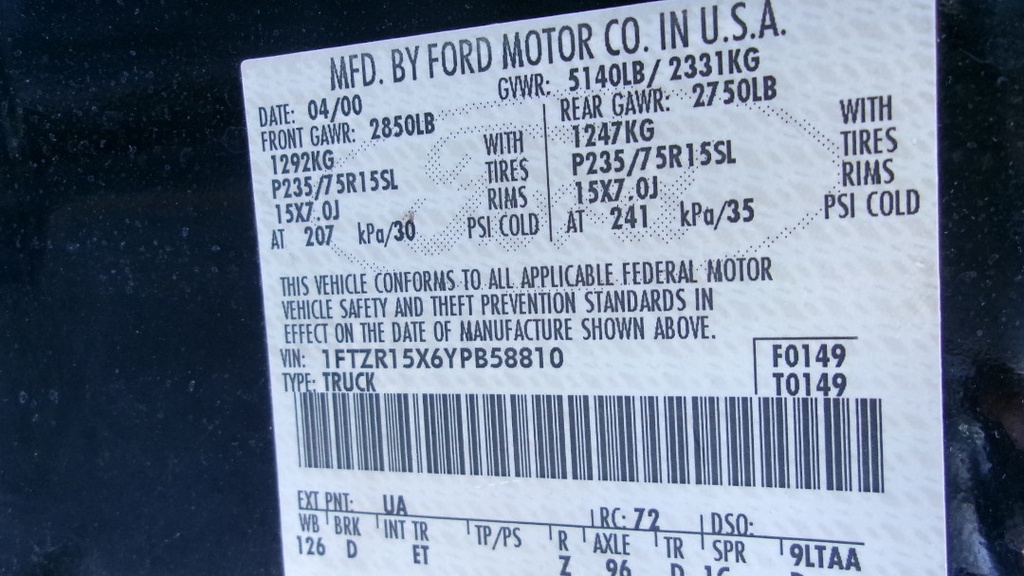 MFD. BY FORD MOTOR CO. IN U.S.A.
DATE: 04/00 GVWR: 5140LB/ 2331KG
FRONT GAWR: 2850LB REAR GAWR: 2750LB
1292KG WITH 1247KG WITH
P235/75R15SL TIRES P235/75R15SL TIRES
15X7.0J RIMS 15X7.0J RIMS
AT 207 kPa/30 PSI COLD AT 241 kPa/35 PSI COLD
THIS VEHICLE CONFORMS TO ALL APPLICABLE FEDERAL MOTOR
VEHICLE SAFETY AND THEFT PREVENTION STANDARDS IN
EFFECT ON THE DATE OF MANUFACTURE SHOWN ABOVE.
VIN: 1FTZR15X6YPB58810 F0149
TYPE: TRUCK T0149
EXT PNT: UA RC: 72 DSO:
WB BRK INT TR TP/PS R AXLE TR SPR 9LTAA
126 D ET Z 96 D